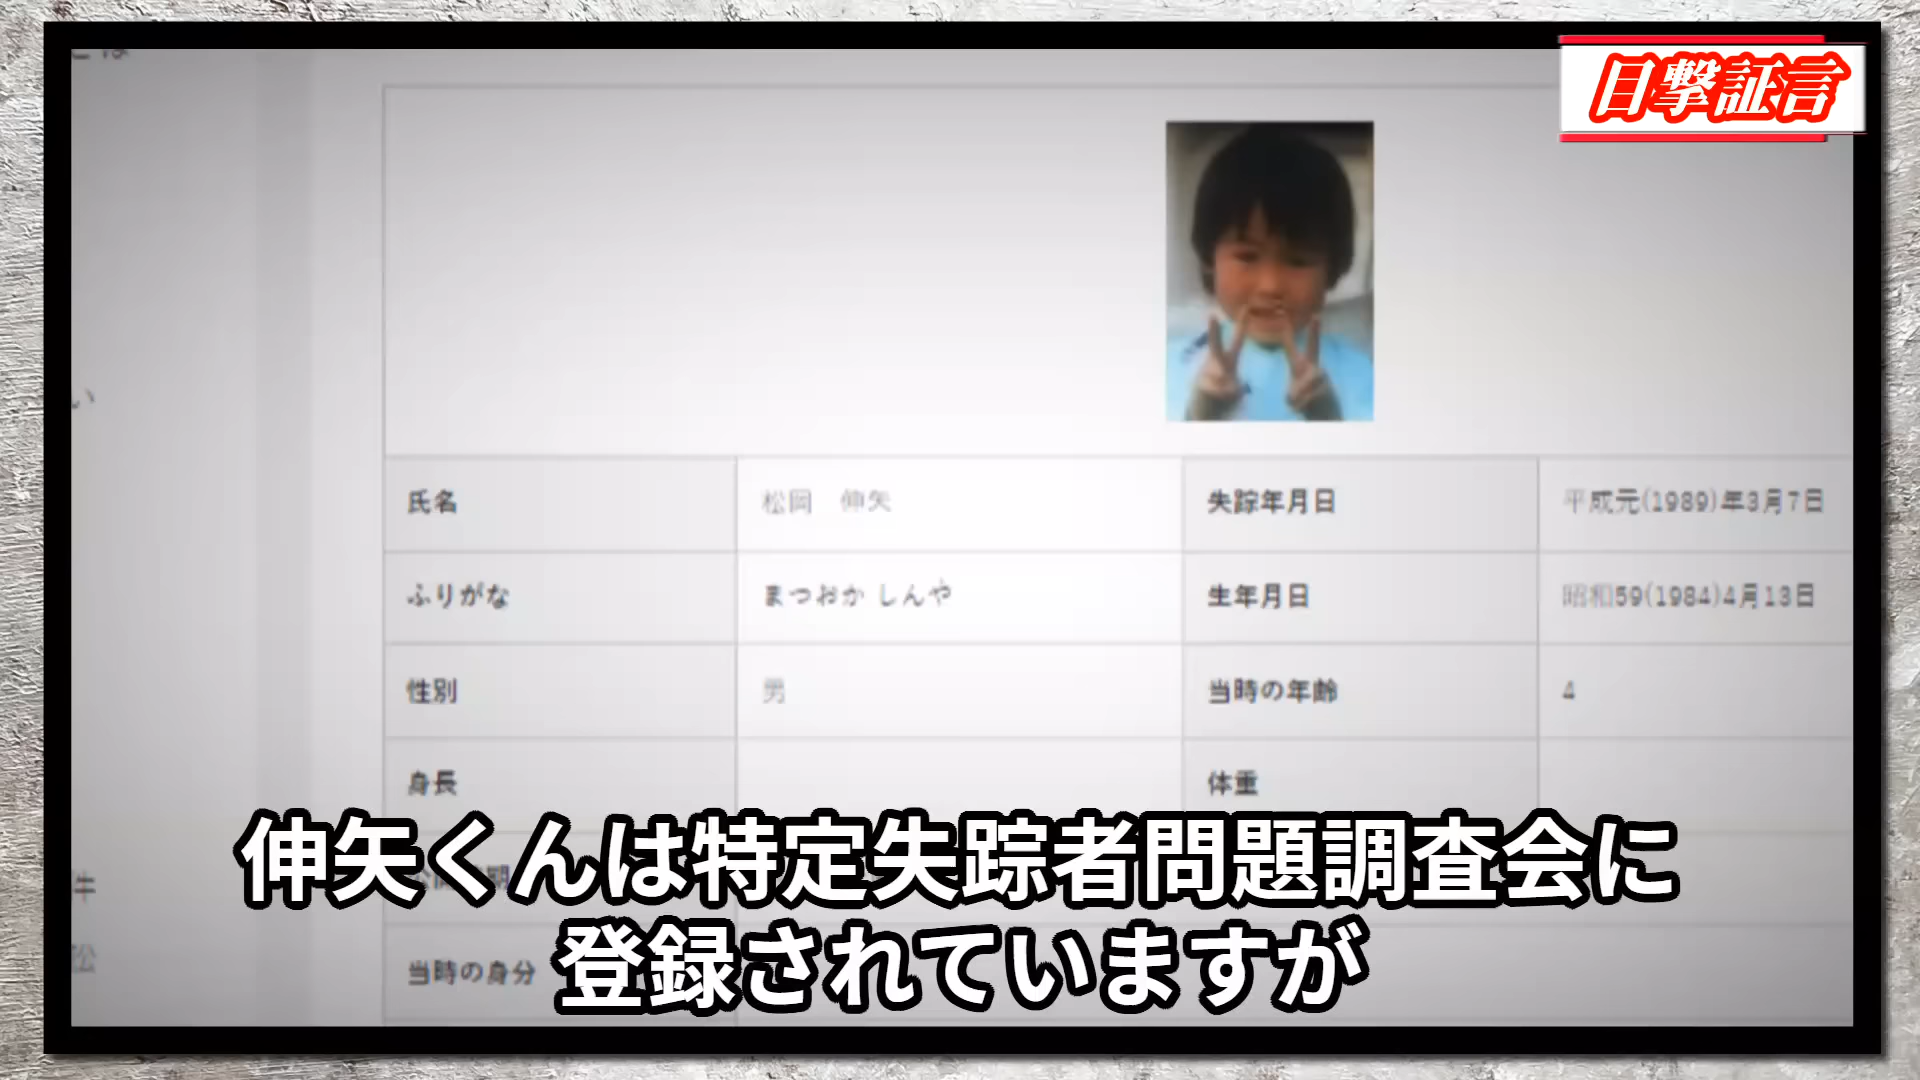 目撃証言
い
氏名 松岡 伸矢 失踪年月日 平成元(1989)年3月7日
ふりがな まつおか しんや 生年月日 昭和59(1984)4月13日
性別 男 当時の年齢 4
身長 体重
件
松
当時の身分
伸矢くんは特定失踪者問題調査会に
登録されていますが